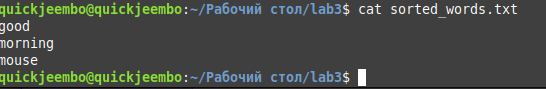 quickjeembo@quickjeembo:~/Рабочий стол/lab3$ cat sorted_words.txt
good
morning
mouse
quickjeembo@quickjeembo:~/Рабочий стол/lab3$